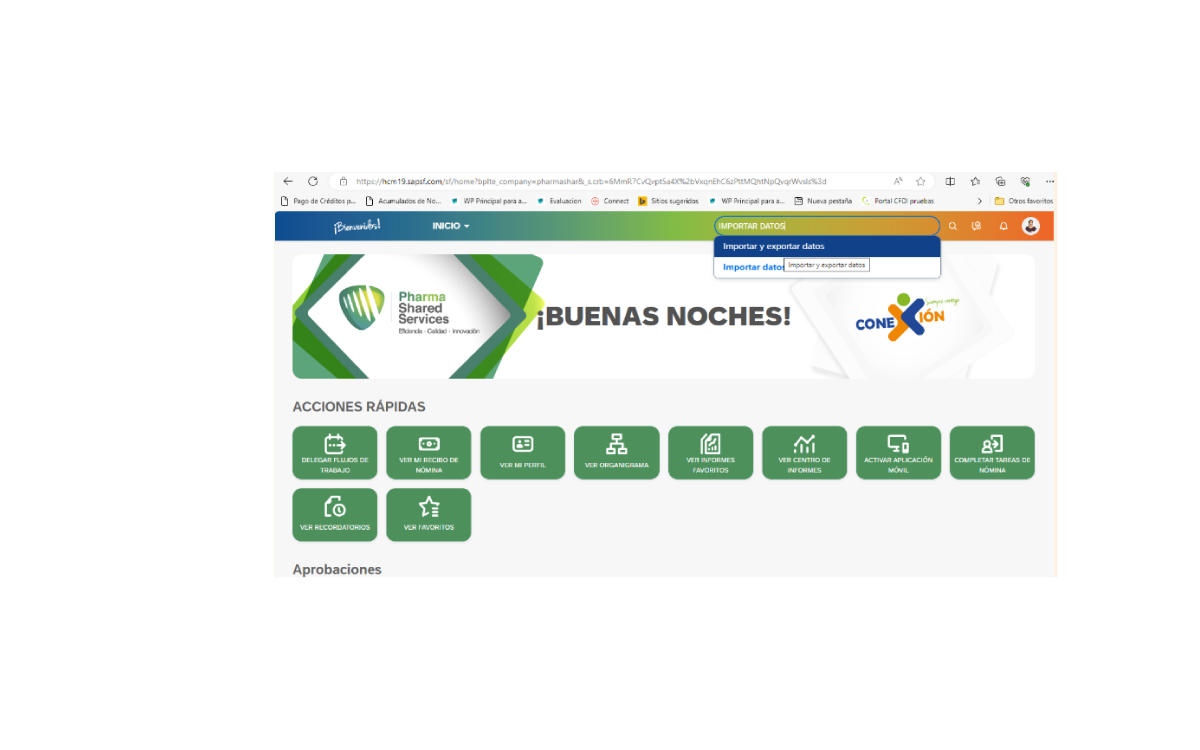 https://hcm19.sapsf.com/sf/home?bplte_company=pharmashar&_s.crb=6MmR7CvQvptSa4X%2bVxqnEhC6zPttMQhtNpQvqrWvsls%3d
Pago de Créditos p... Acumulados de No... WP Principal para a... Evaluacion Connect Sitios sugeridos WP Principal para a... Nueva pestaña Portal CFDI pruebas Otros favoritos
¡Bienvenid@s! INICIO IMPORTAR DATOS
Importar y exportar datos
Importar datos
Importar y exportar datos
Pharma
Shared
Services
Eficiencia - Calidad - Innovación
¡BUENAS NOCHES!
Siempre contigo
CONEXIÓN
ACCIONES RÁPIDAS
DELEGAR FLUJOS DE
TRABAJO
VER MI RECIBO DE
NÓMINA
VER MI PERFIL
VER ORGANIGRAMA
VER INFORMES
FAVORITOS
VER CENTRO DE
INFORMES
ACTIVAR APLICACIÓN
MÓVIL
COMPLETAR TAREAS DE
NÓMINA
VER RECORDATORIOS
VER FAVORITOS
Aprobaciones